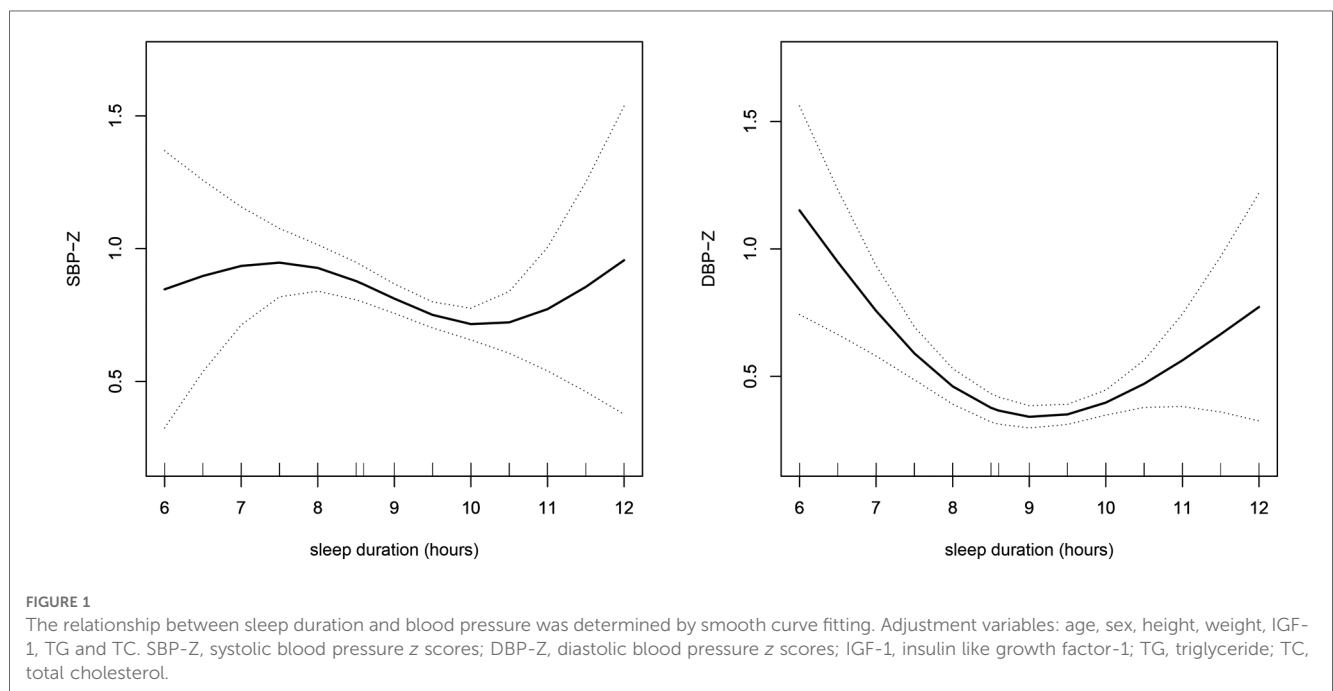 SBP−Z
1.5
1.0
0.5
6 7 8 9 10 11 12
sleep duration (hours)
DBP−Z
1.5
1.0
0.5
6 7 8 9 10 11 12
sleep duration (hours)
FIGURE 1
The relationship between sleep duration and blood pressure was determined by smooth curve fitting. Adjustment variables: age, sex, height, weight, IGF-
1, TG and TC. SBP-Z, systolic blood pressure z scores; DBP-Z, diastolic blood pressure z scores; IGF-1, insulin like growth factor-1; TG, triglyceride; TC,
total cholesterol.